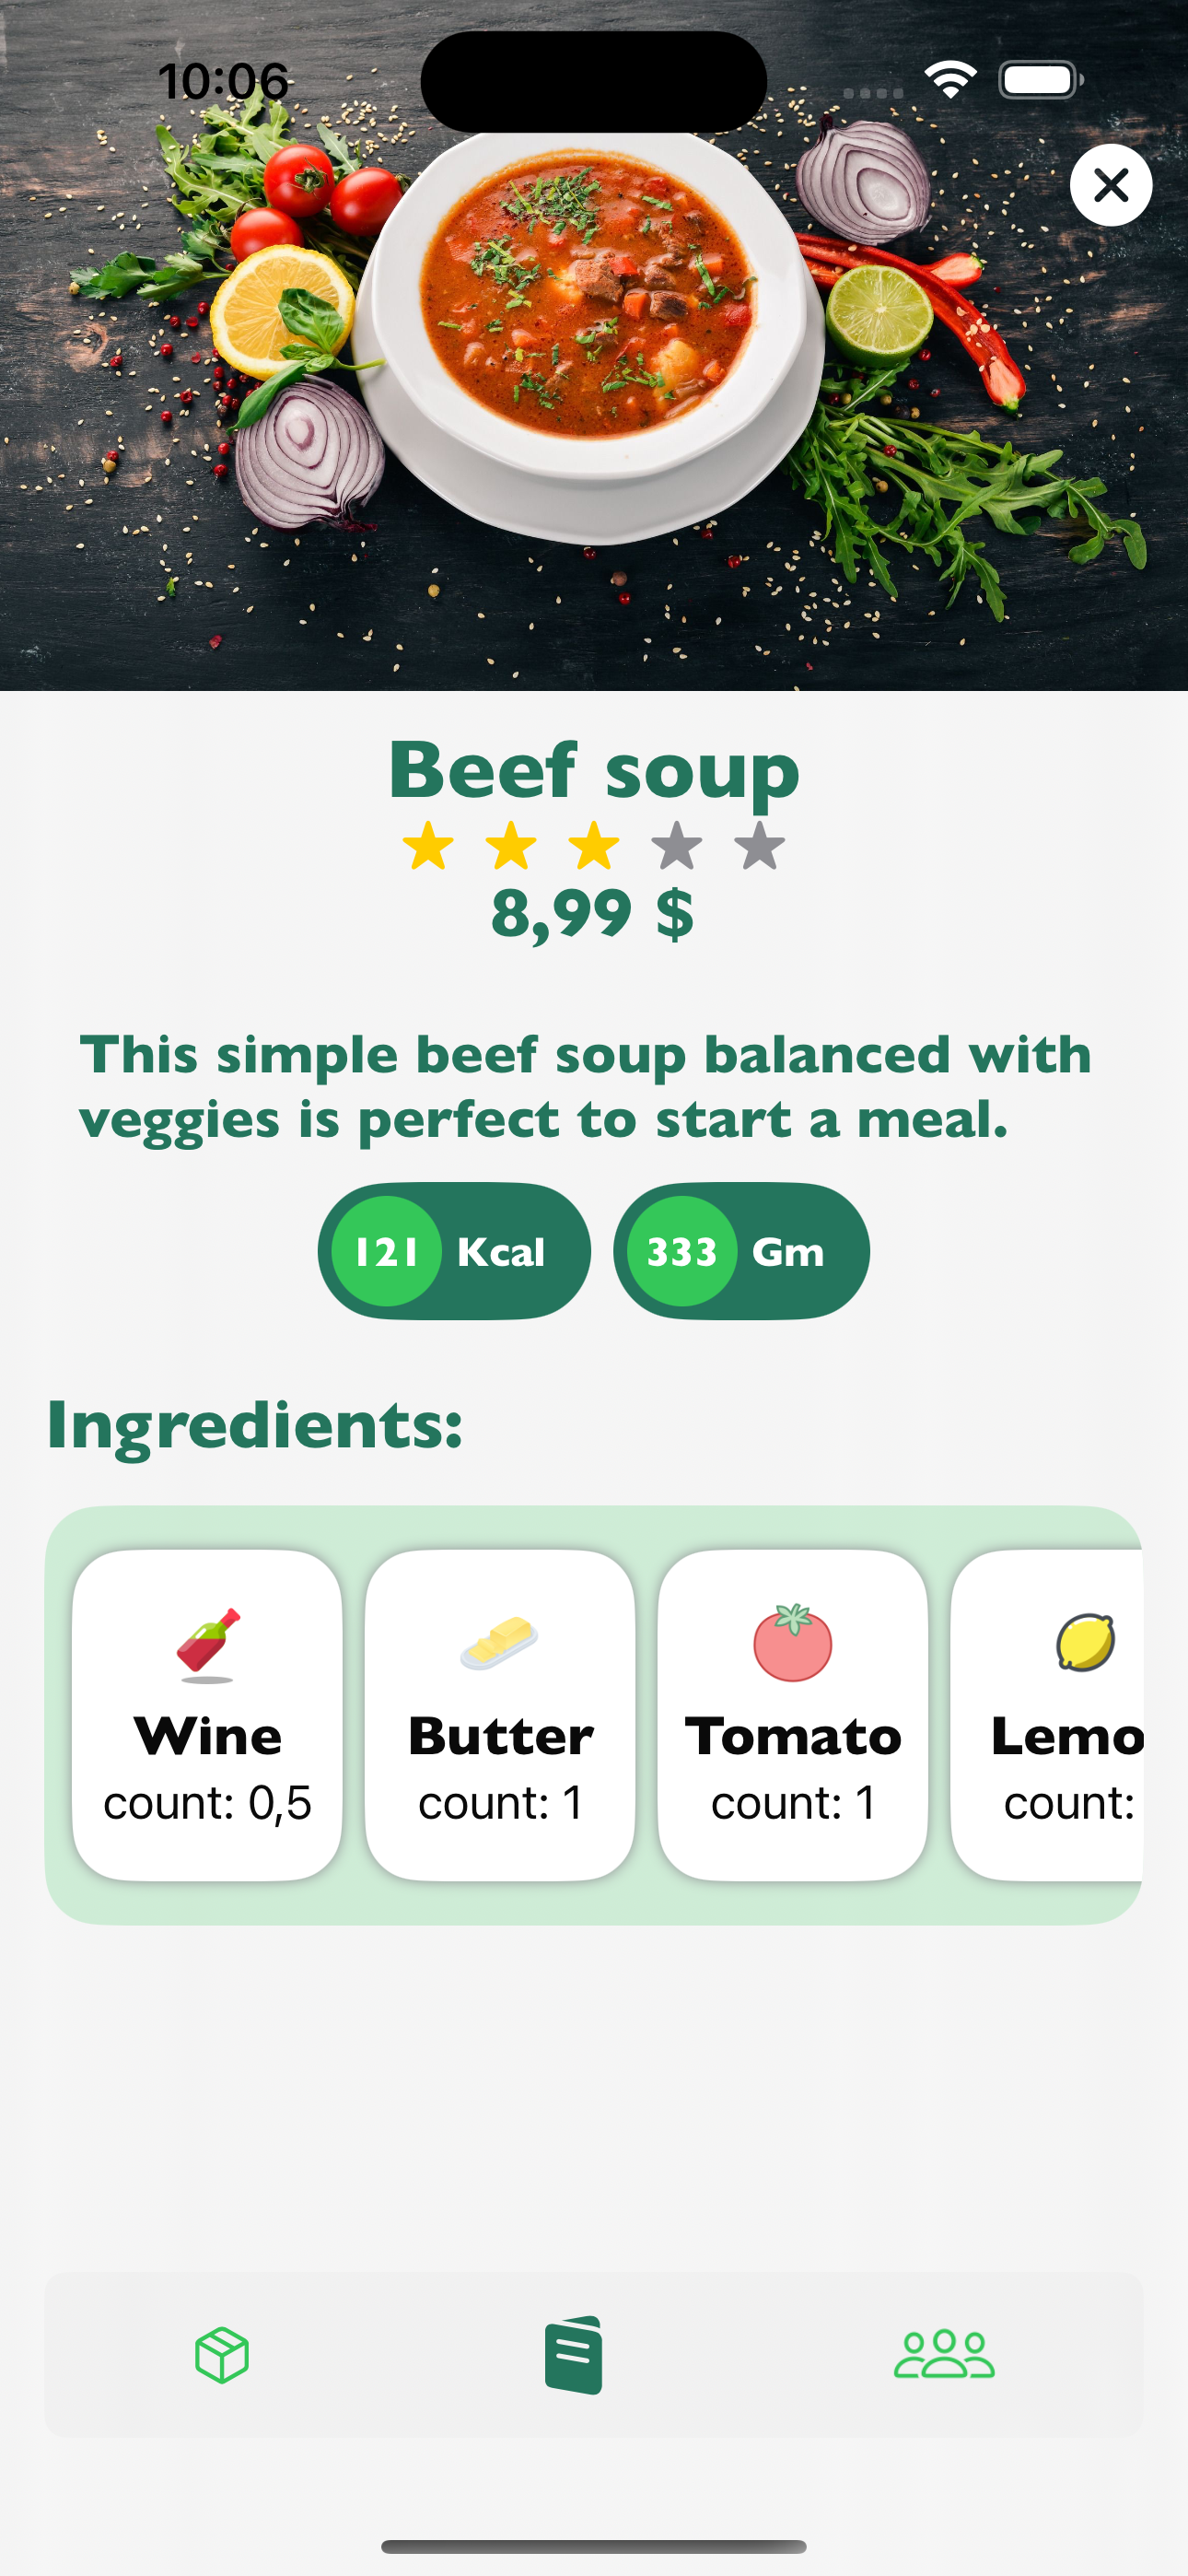 10:06
Beef soup
8,99 $
This simple beef soup balanced with
veggies is perfect to start a meal.
121 Kcal 333 Gm
Ingredients:
Wine Butter Tomato Lemo
count: 0,5 count: 1 count: 1 count: